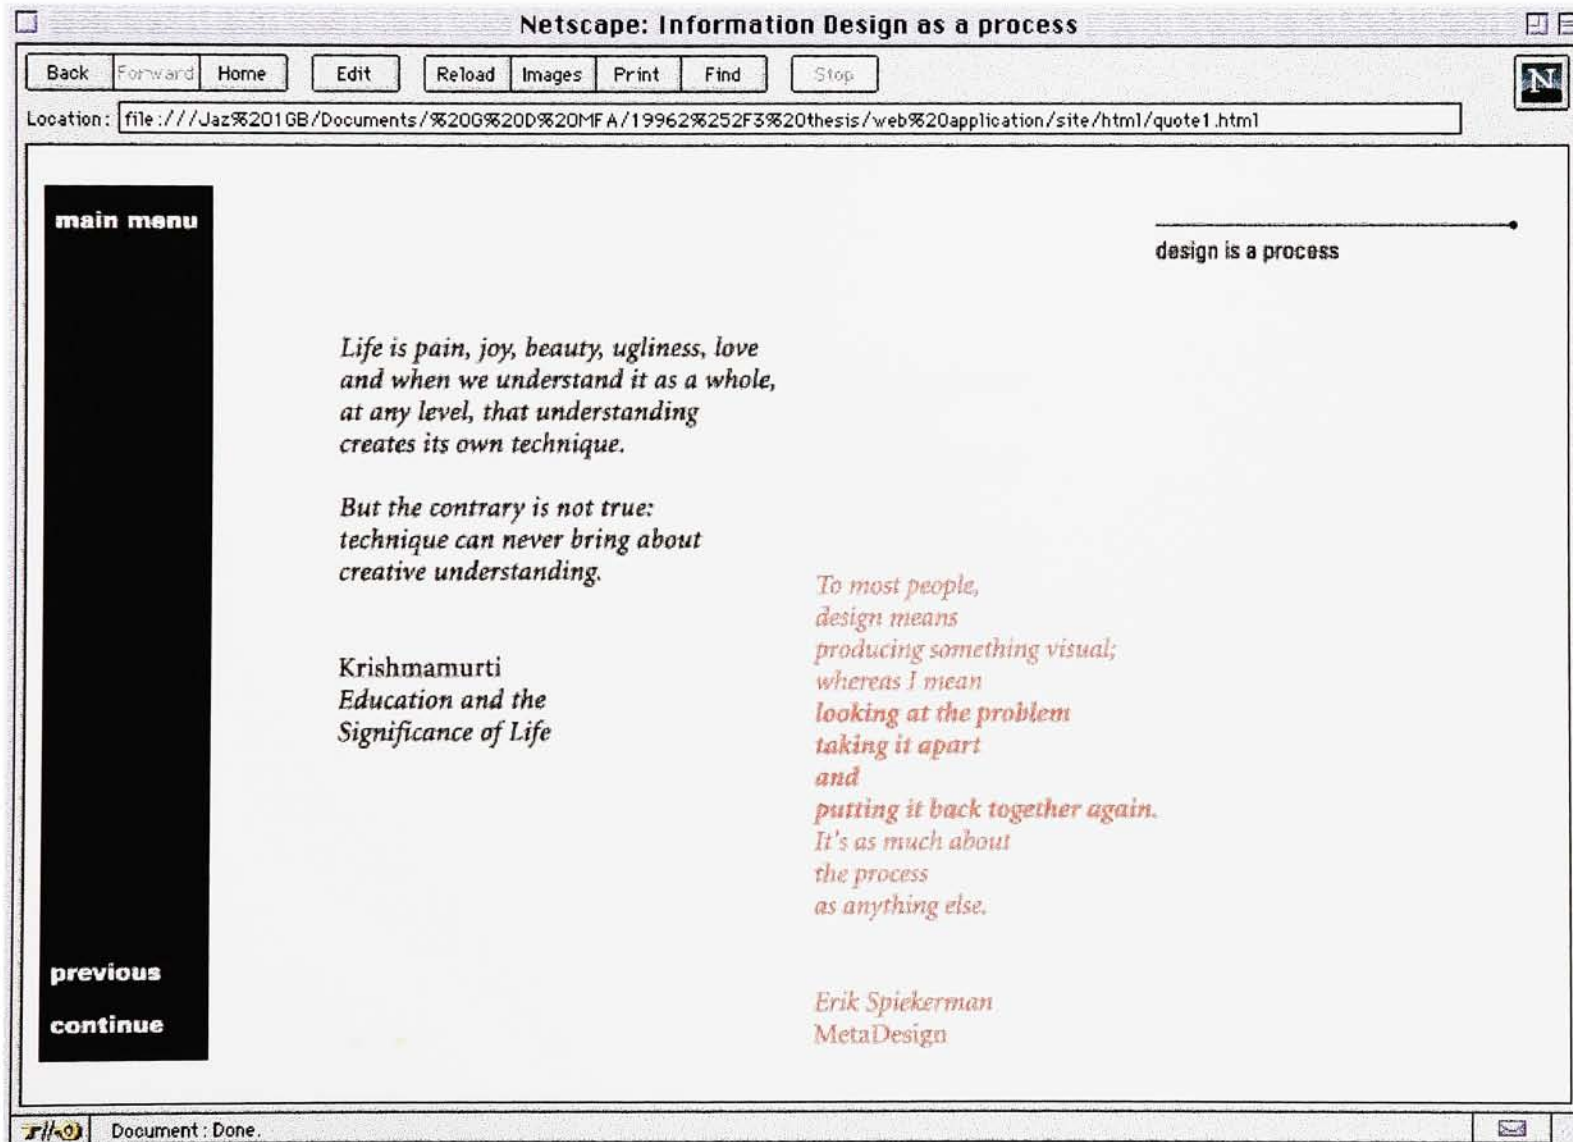 Netscape: Information Design as a process
Back Forward Home Edit Reload Images Print Find Stop
N
Location: file:///Jaz%201GB/Documents/%20G%20D%20MFA/19962%252F3%20thesis/web%20application/site/html/quote1.html
main menu
design is a process
Life is pain, joy, beauty, ugliness, love
and when we understand it as a whole,
at any level, that understanding
creates its own technique.
But the contrary is not true:
technique can never bring about
creative understanding.
Krishmamurti
Education and the
Significance of Life
To most people,
design means
producing something visual;
whereas I mean
looking at the problem
taking it apart
and
putting it back together again.
It's as much about
the process
as anything else.
Erik Spiekerman
MetaDesign
previous
continue
Document: Done.